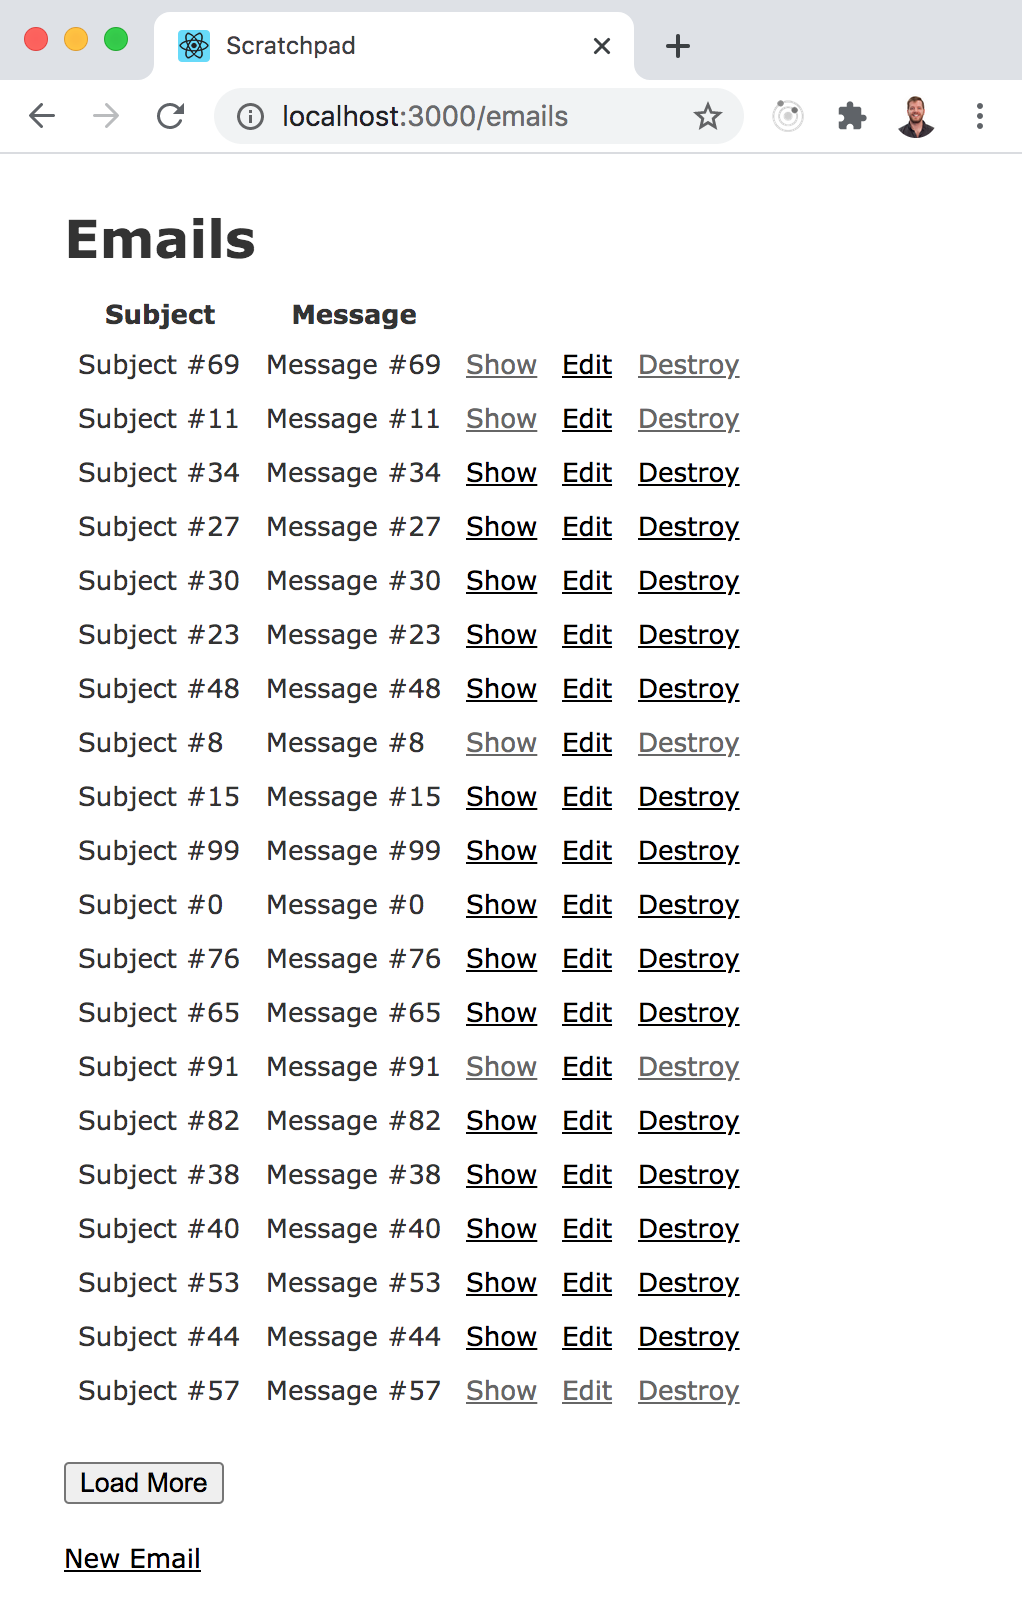 Scratchpad
localhost:3000/emails
Emails
Subject Message
Subject #69 Message #69 Show Edit Destroy
Subject #11 Message #11 Show Edit Destroy
Subject #34 Message #34 Show Edit Destroy
Subject #27 Message #27 Show Edit Destroy
Subject #30 Message #30 Show Edit Destroy
Subject #23 Message #23 Show Edit Destroy
Subject #48 Message #48 Show Edit Destroy
Subject #8 Message #8 Show Edit Destroy
Subject #15 Message #15 Show Edit Destroy
Subject #99 Message #99 Show Edit Destroy
Subject #0 Message #0 Show Edit Destroy
Subject #76 Message #76 Show Edit Destroy
Subject #65 Message #65 Show Edit Destroy
Subject #91 Message #91 Show Edit Destroy
Subject #82 Message #82 Show Edit Destroy
Subject #38 Message #38 Show Edit Destroy
Subject #40 Message #40 Show Edit Destroy
Subject #53 Message #53 Show Edit Destroy
Subject #44 Message #44 Show Edit Destroy
Subject #57 Message #57 Show Edit Destroy
Load More
New Email